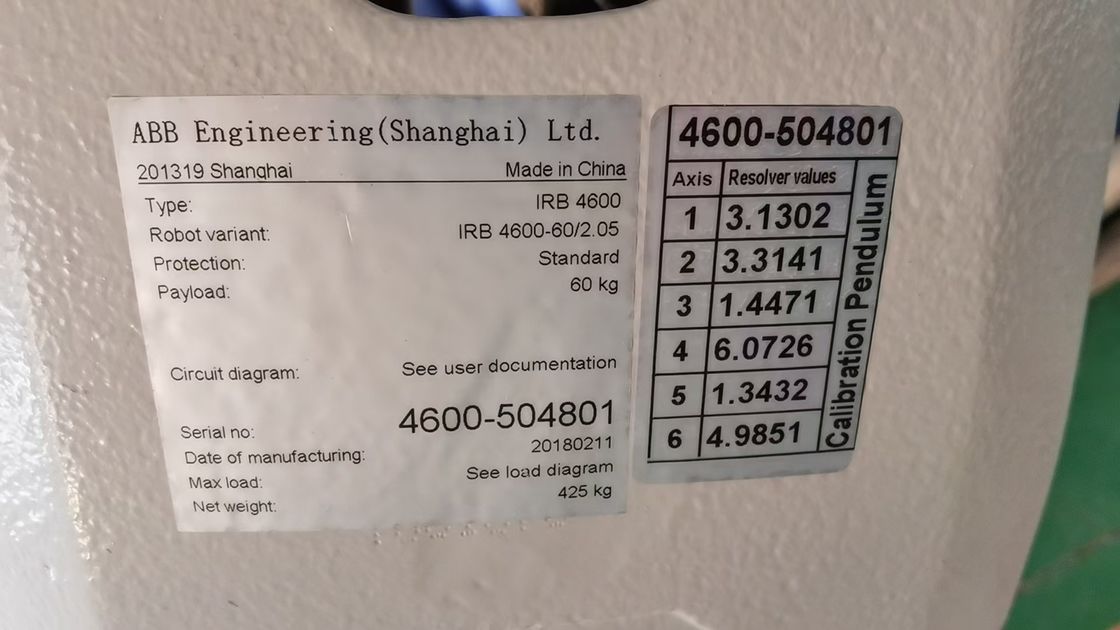 ABB Engineering(Shanghai) Ltd.
201319 Shanghai Made in China
Type: IRB 4600
Robot variant: IRB 4600-60/2.05
Protection: Standard
Payload: 60 kg
Circuit diagram: See user documentation
Serial no: 4600-504801
Date of manufacturing: 20180211
Max load: See load diagram
Net weight: 425 kg
4600-504801
Axis Resolver values
1 3.1302
2 3.3141
3 1.4471
4 6.0726
5 1.3432
6 4.9851
Calibration Pendulum